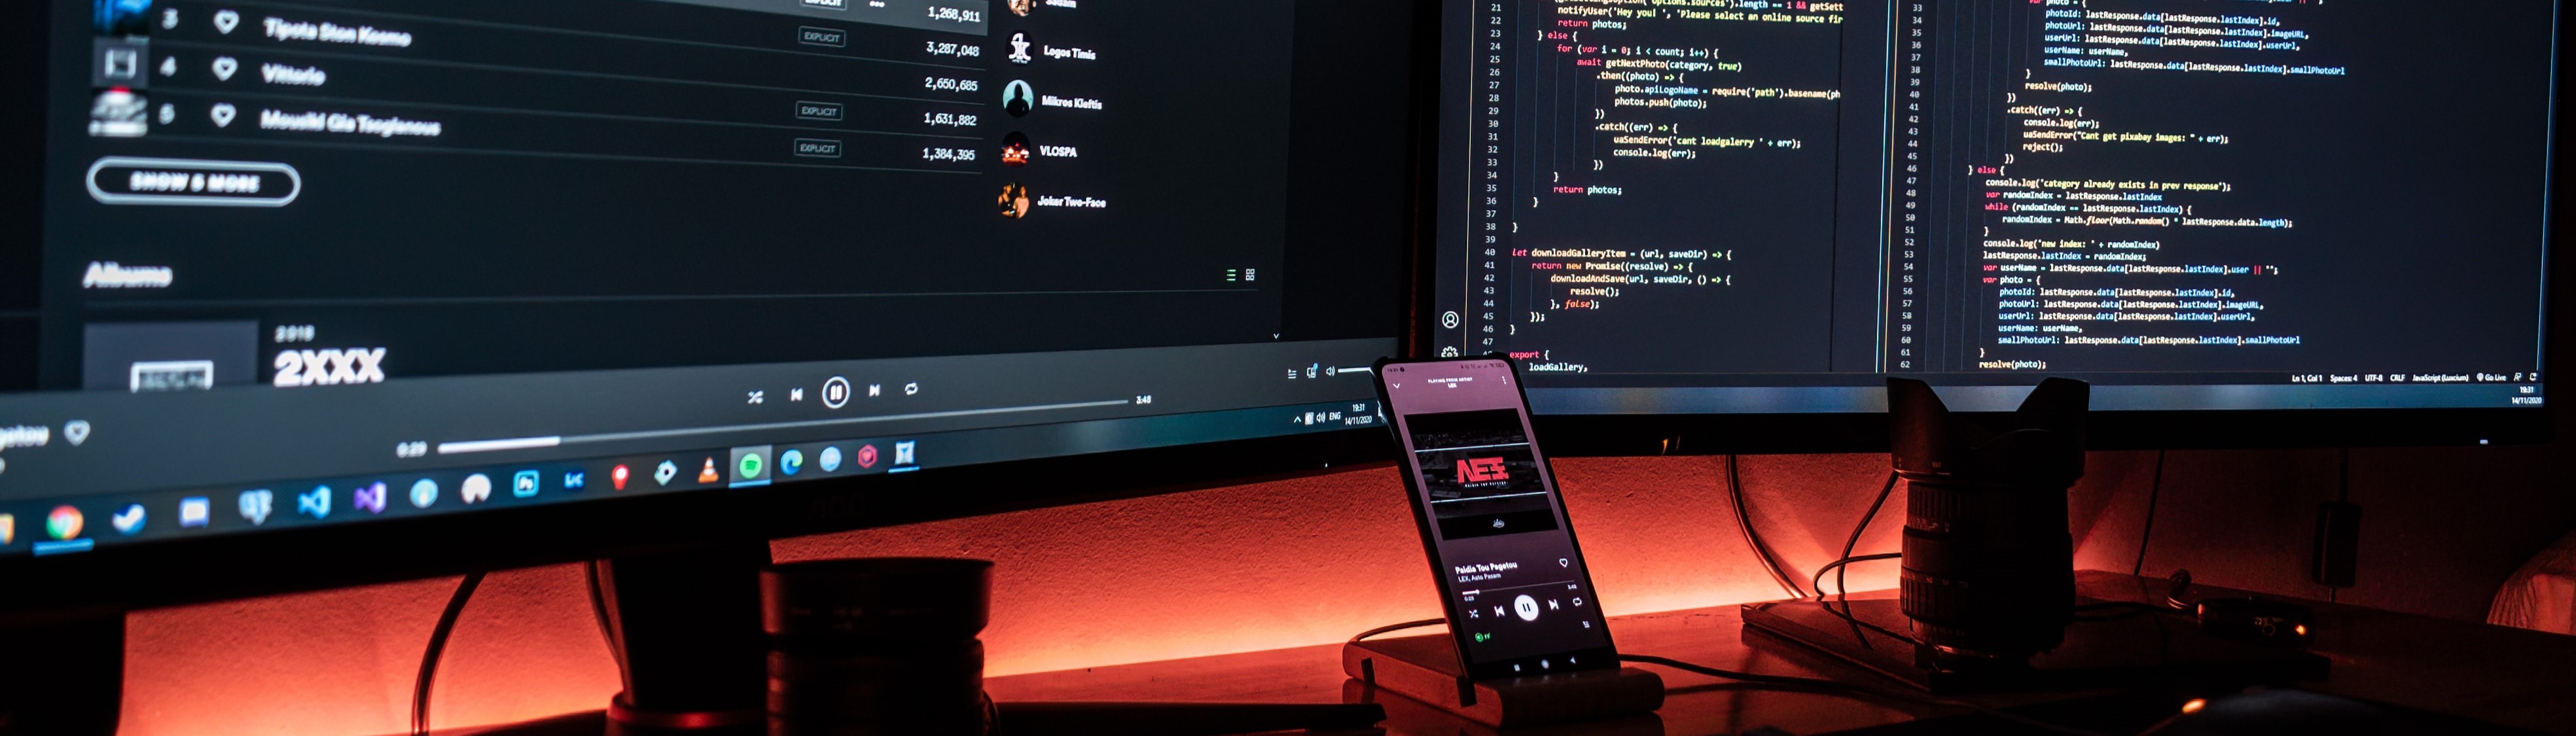 1,268,911
3 Tipota Ston Kosmo EXPLICIT 3,287,048
4 Vittorio 2,650,685
5 Mousiki Gia Tsoglanous EXPLICIT 1,631,882
EXPLICIT 1,384,395
SHOW 5 MORE
Logos Timis
Mikros Kleftis
VLOSPA
Joker Two-Face
Albums
2018
2XXX
0:29
3:48
ENG
19:31
14/11/2020
21
22 notifyUser('Hey you! ', 'Please select an online source fir
23 return photos;
24 } else {
25 for (var i = 0; i < count; i++) {
26 await getNextPhoto(category, true)
27 .then((photo) => {
28 photo.apiLogoName = require('path').basename(ph
29 photos.push(photo);
30 })
31 .catch((err) => {
32 uaSendError('cant loadgalerry ' + err);
33 console.log(err);
34 })
35 }
36 return photos;
37 }
38 }
39
40 let downloadGalleryItem = (url, saveDir) => {
41 return new Promise((resolve) => {
42 downloadAndSave(url, saveDir, () => {
43 resolve();
44 }, false);
45 });
46 }
47
48 export {
loadGallery,
33 var photo = {
34 photoId: lastResponse.data[lastResponse.lastIndex].id,
35 photoUrl: lastResponse.data[lastResponse.lastIndex].imageURL,
36 userUrl: lastResponse.data[lastResponse.lastIndex].userUrl,
37 userName: userName,
38 smallPhotoUrl: lastResponse.data[lastResponse.lastIndex].smallPhotoUrl
39 }
40 resolve(photo);
41 })
42 .catch((err) => {
43 console.log(err);
44 uaSendError("Cant get pixabay images: " + err);
45 reject();
46 })
47 } else {
48 console.log('category already exists in prev response');
49 var randomIndex = lastResponse.lastIndex
50 while (randomIndex == lastResponse.lastIndex) {
51 randomIndex = Math.floor(Math.random() * lastResponse.data.length);
52 }
53 console.log('new index: ' + randomIndex)
54 lastResponse.lastIndex = randomIndex;
55 var userName = lastResponse.data[lastResponse.lastIndex].user || "";
56 var photo = {
57 photoId: lastResponse.data[lastResponse.lastIndex].id,
58 photoUrl: lastResponse.data[lastResponse.lastIndex].imageURL,
59 userUrl: lastResponse.data[lastResponse.lastIndex].userUrl,
60 userName: userName,
61 smallPhotoUrl: lastResponse.data[lastResponse.lastIndex].smallPhotoUrl
62 }
resolve(photo);
Ln 1, Col 1 Spaces: 4 UTF-8 CRLF JavaScript (Luxcium) Go Live
19:31
14/11/2020
PLAYING FROM ARTIST
LEX
Paidia Tou Pagetou
LEX, Auto Pasam
0:29
3:48
Ps
Lrc
AOC